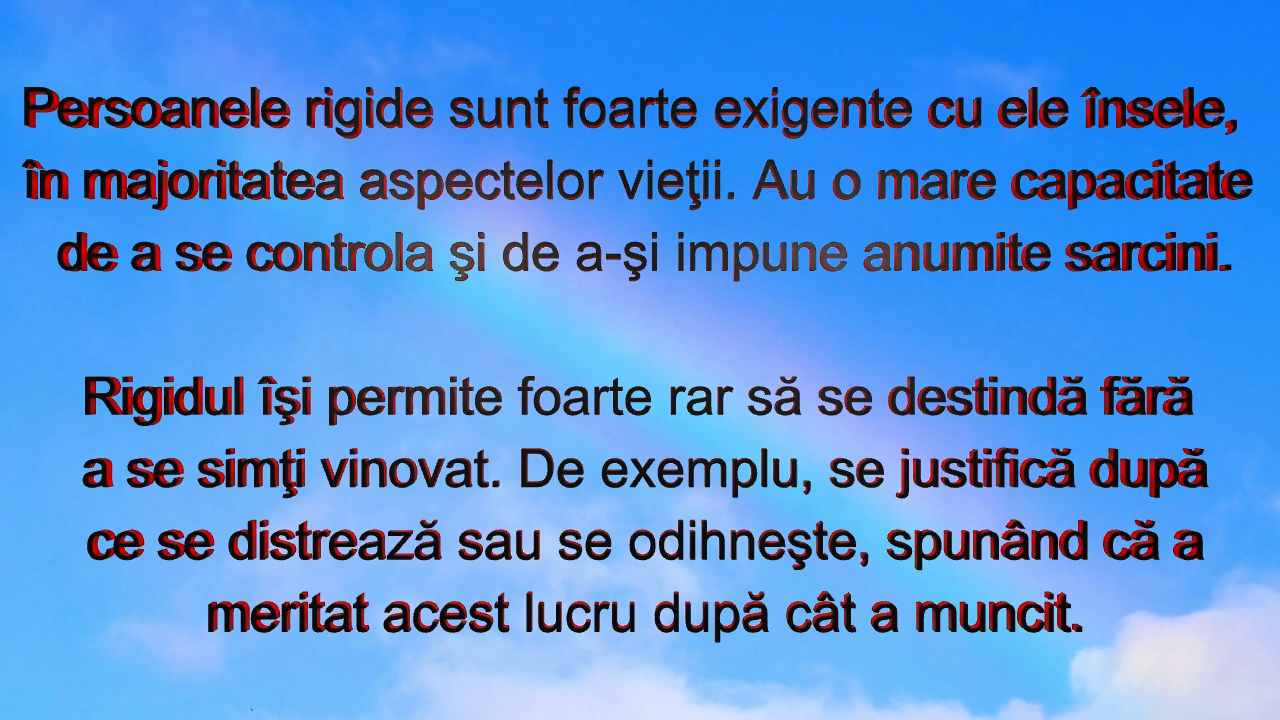 Persoanele rigide sunt foarte exigente cu ele însele,
în majoritatea aspectelor vieţii. Au o mare capacitate
de a se controla şi de a-şi impune anumite sarcini.
Rigidul îşi permite foarte rar să se destindă fără
a se simţi vinovat. De exemplu, se justifică după
ce se distrează sau se odihneşte, spunând că a
meritat acest lucru după cât a muncit.